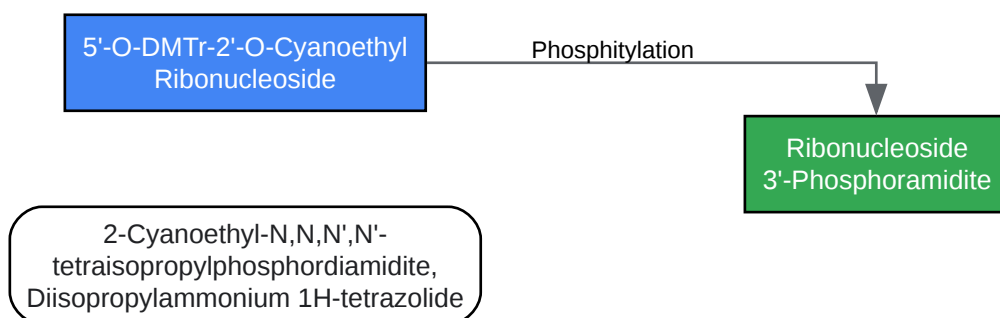 5'-O-DMTr-2'-O-Cyanoethyl
Ribonucleoside
Phosphitylation
Ribonucleoside
3'-Phosphoramidite
2-Cyanoethyl-N,N,N',N'-
tetraisopropylphosphordiamidite,
Diisopropylammonium 1H-tetrazolide